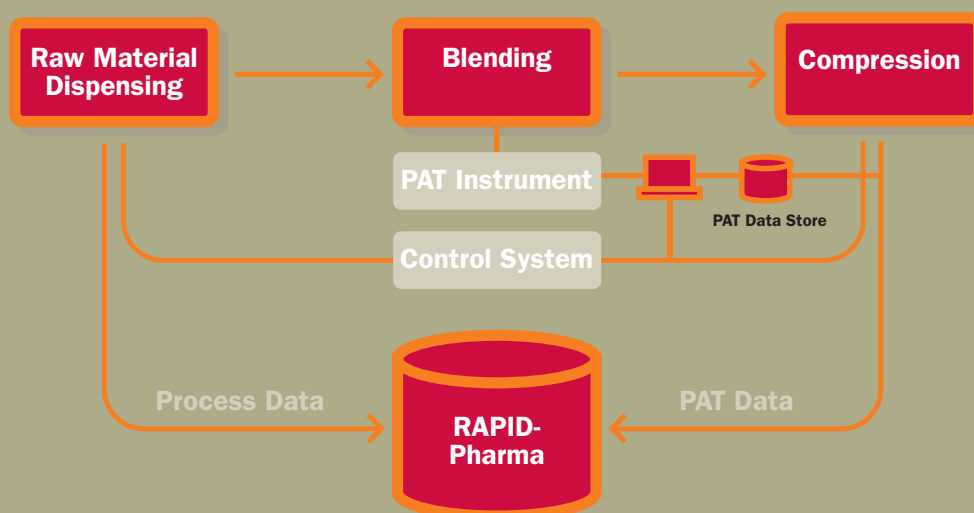 Raw Material
Dispensing
Blending
Compression
PAT Instrument
PAT Data Store
Control System
Process Data
PAT Data
RAPID-
Pharma